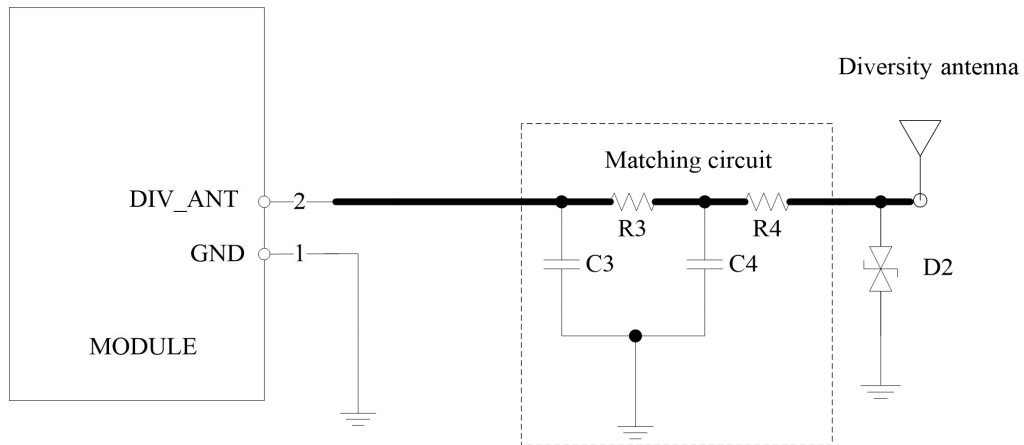 Diversity antenna
Matching circuit
DIV_ANT 2
R3 R4
GND 1
C3 C4 D2
MODULE